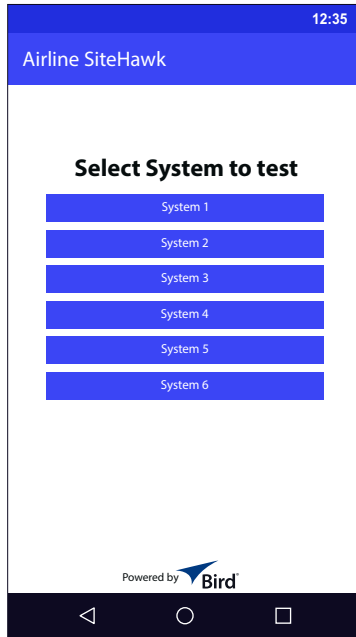 12:35
Airline SiteHawk
Select System to test
System 1
System 2
System 3
System 4
System 5
System 6
Powered by Bird